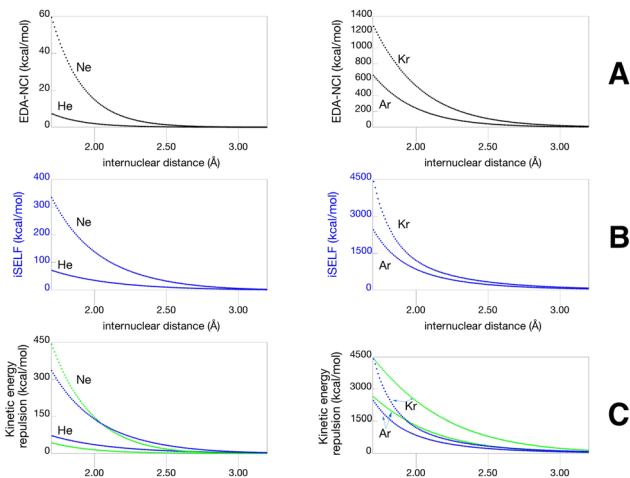 60
40
20
0
EDA-NCI (kcal/mol)
Ne
He
2.00
2.50
3.00
internuclear distance (Å)
1400
1200
1000
800
600
400
200
0
EDA-NCI (kcal/mol)
Kr
Ar
2.00
2.50
3.00
internuclear distance (Å)
A
400
300
200
100
0
iSELF (kcal/mol)
Ne
He
2.00
2.50
3.00
internuclear distance (Å)
4500
3000
1500
0
iSELF (kcal/mol)
Kr
Ar
2.00
2.50
3.00
internuclear distance (Å)
B
450
300
150
0
Kinetic energy
repulsion (kcal/mol)
Ne
He
2.00
2.50
3.00
internuclear distance (Å)
4500
3000
1500
0
Kinetic energy
repulsion (kcal/mol)
Kr
Ar
2.00
2.50
3.00
internuclear distance (Å)
C